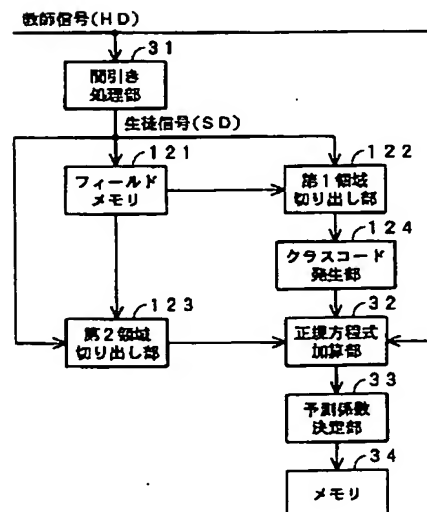 教師信号(HD)
31
間引き
処理部
生徒信号(SD)
121
フィールド
メモリ
122
第1領域
切り出し部
124
クラスコード
発生部
123
第2領域
切り出し部
32
正規方程式
加算部
33
予測係数
決定部
34
メモリ